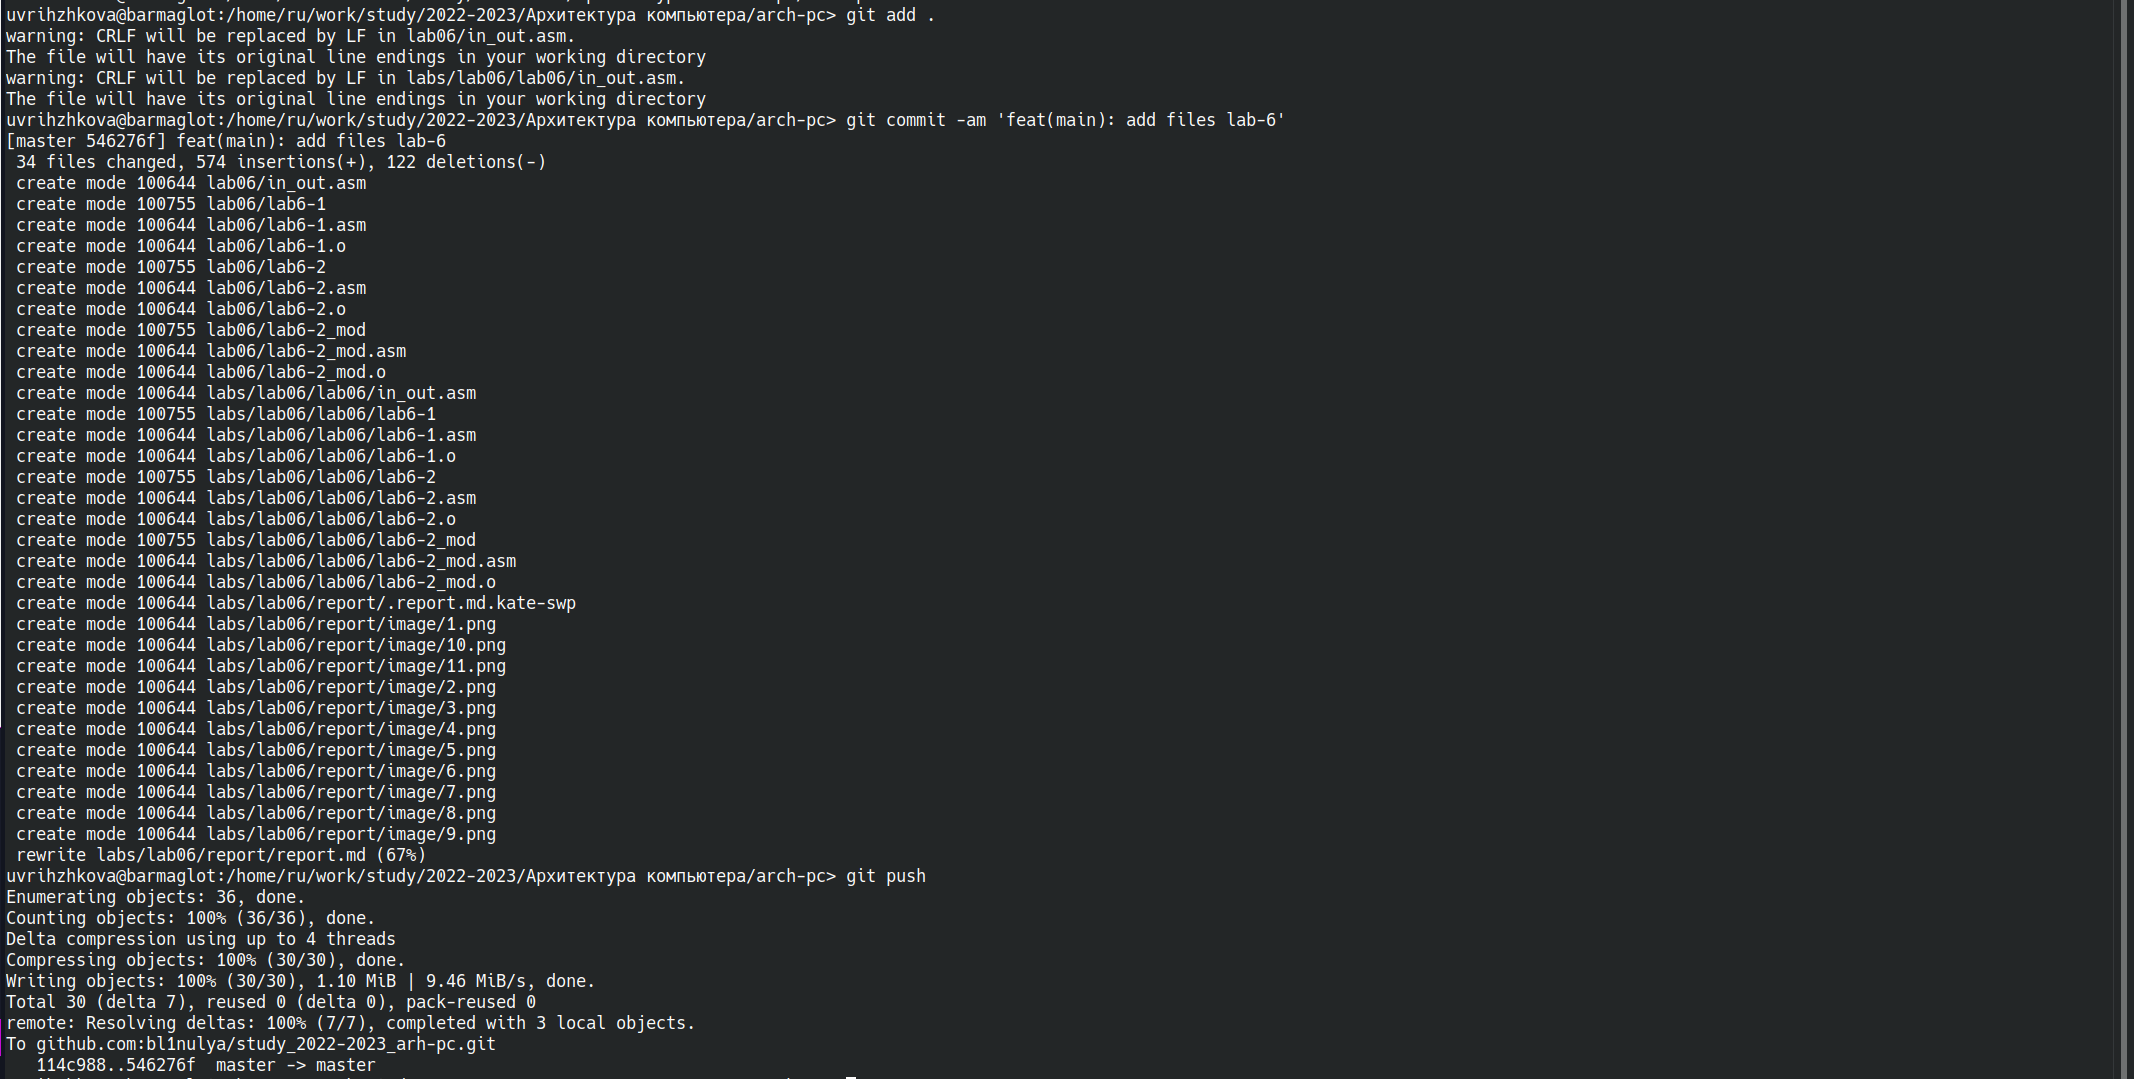 uvrihzhkova@barmaglot:/home/ru/work/study/2022-2023/Архитектура компьютера/arch-pc> git add .
warning: CRLF will be replaced by LF in lab06/in_out.asm.
The file will have its original line endings in your working directory
warning: CRLF will be replaced by LF in labs/lab06/lab06/in_out.asm.
The file will have its original line endings in your working directory
uvrihzhkova@barmaglot:/home/ru/work/study/2022-2023/Архитектура компьютера/arch-pc> git commit -am 'feat(main): add files lab-6'
[master 546276f] feat(main): add files lab-6
 34 files changed, 574 insertions(+), 122 deletions(-)
 create mode 100644 lab06/in_out.asm
 create mode 100755 lab06/lab6-1
 create mode 100644 lab06/lab6-1.asm
 create mode 100644 lab06/lab6-1.o
 create mode 100755 lab06/lab6-2
 create mode 100644 lab06/lab6-2.asm
 create mode 100644 lab06/lab6-2.o
 create mode 100755 lab06/lab6-2_mod
 create mode 100644 lab06/lab6-2_mod.asm
 create mode 100644 lab06/lab6-2_mod.o
 create mode 100644 labs/lab06/lab06/in_out.asm
 create mode 100755 labs/lab06/lab06/lab6-1
 create mode 100644 labs/lab06/lab06/lab6-1.asm
 create mode 100644 labs/lab06/lab06/lab6-1.o
 create mode 100755 labs/lab06/lab06/lab6-2
 create mode 100644 labs/lab06/lab06/lab6-2.asm
 create mode 100644 labs/lab06/lab06/lab6-2.o
 create mode 100755 labs/lab06/lab06/lab6-2_mod
 create mode 100644 labs/lab06/lab06/lab6-2_mod.asm
 create mode 100644 labs/lab06/lab06/lab6-2_mod.o
 create mode 100644 labs/lab06/report/.report.md.kate-swp
 create mode 100644 labs/lab06/report/image/1.png
 create mode 100644 labs/lab06/report/image/10.png
 create mode 100644 labs/lab06/report/image/11.png
 create mode 100644 labs/lab06/report/image/2.png
 create mode 100644 labs/lab06/report/image/3.png
 create mode 100644 labs/lab06/report/image/4.png
 create mode 100644 labs/lab06/report/image/5.png
 create mode 100644 labs/lab06/report/image/6.png
 create mode 100644 labs/lab06/report/image/7.png
 create mode 100644 labs/lab06/report/image/8.png
 create mode 100644 labs/lab06/report/image/9.png
 rewrite labs/lab06/report/report.md (67%)
uvrihzhkova@barmaglot:/home/ru/work/study/2022-2023/Архитектура компьютера/arch-pc> git push
Enumerating objects: 36, done.
Counting objects: 100% (36/36), done.
Delta compression using up to 4 threads
Compressing objects: 100% (30/30), done.
Writing objects: 100% (30/30), 1.10 MiB | 9.46 MiB/s, done.
Total 30 (delta 7), reused 0 (delta 0), pack-reused 0
remote: Resolving deltas: 100% (7/7), completed with 3 local objects.
To github.com:bl1nulya/study_2022-2023_arh-pc.git
   114c988..546276f  master -> master